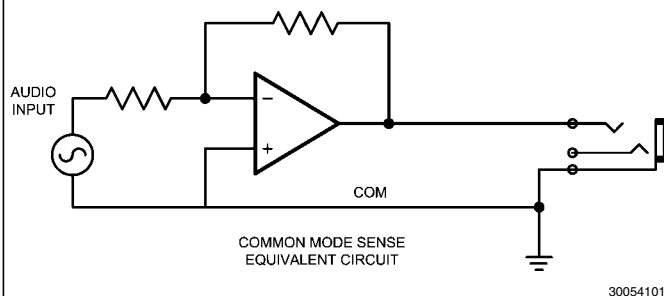 AUDIO
INPUT
−
+
COM
COMMON MODE SENSE
EQUIVALENT CIRCUIT
30054101